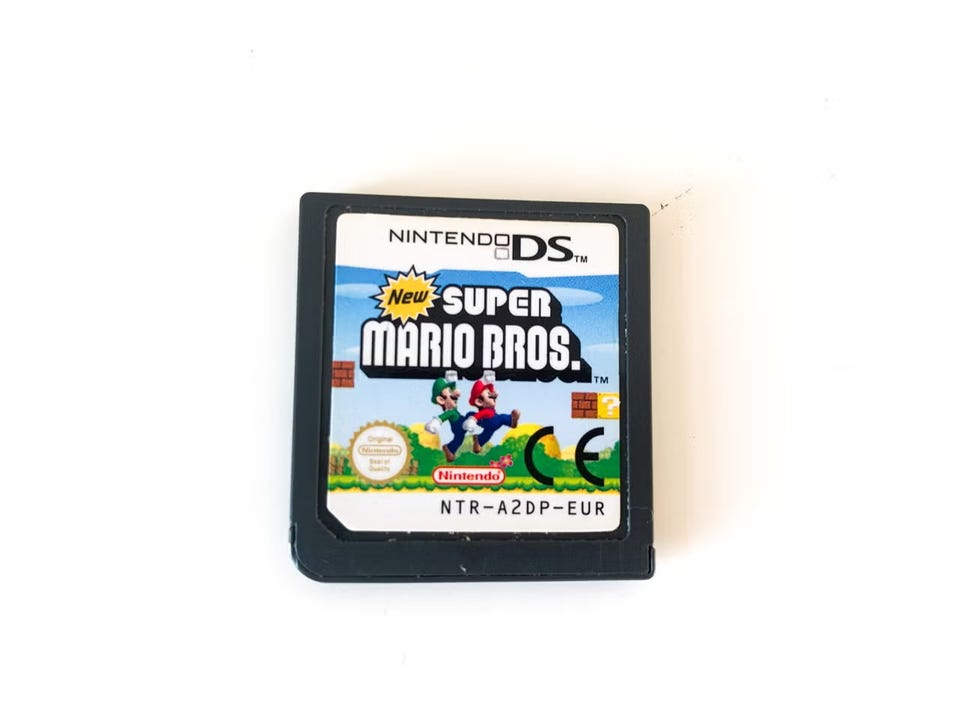 NINTENDO DS™
New SUPER
MARIO BROS.™
?
Original
Nintendo
Seal of
Quality
Nintendo
CE
NTR-A2DP-EUR